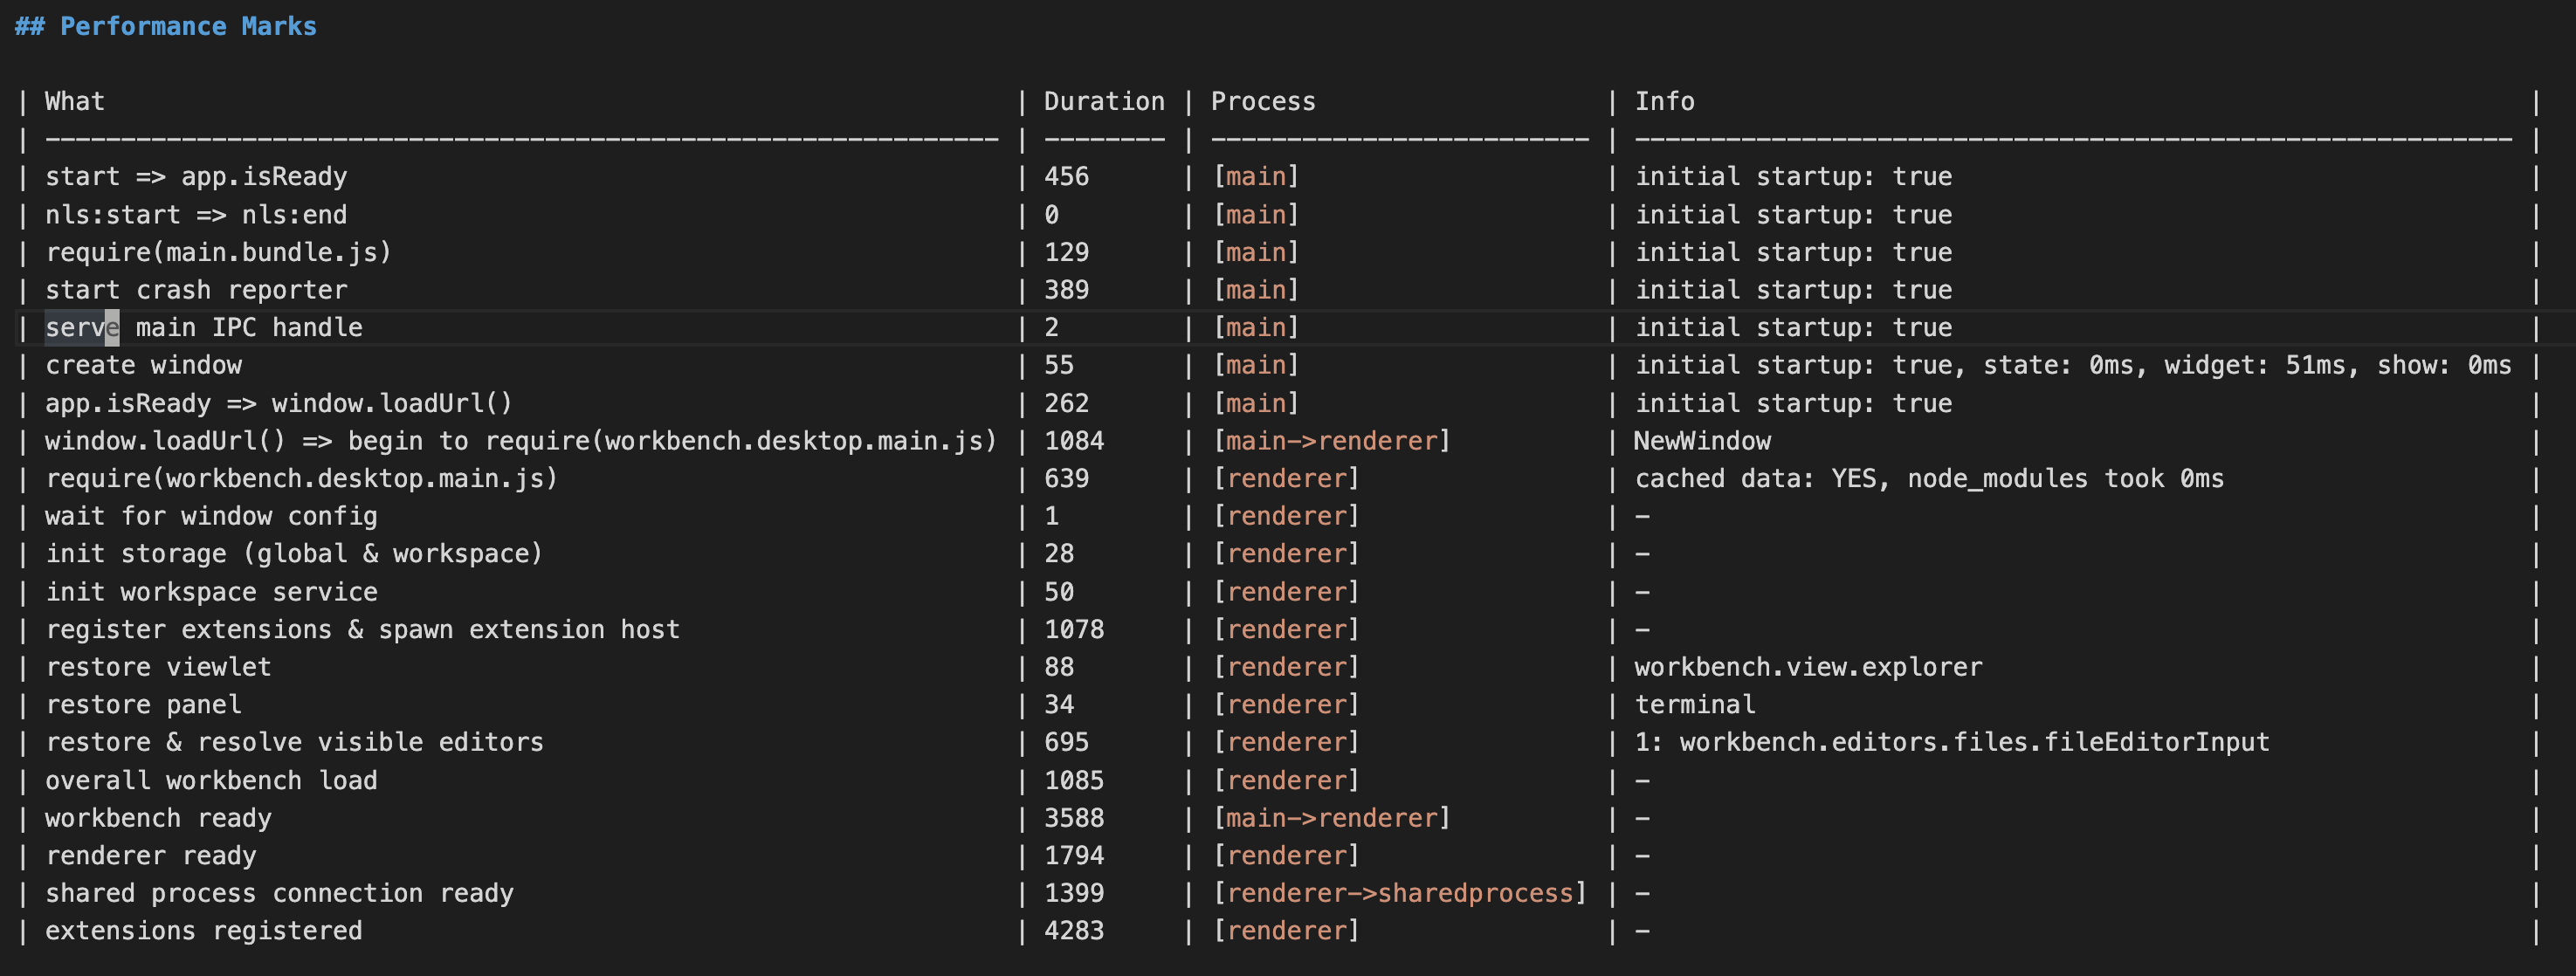 ## Performance Marks
| What | Duration | Process | Info |
| --------------------------------------------------------------- | -------- | ------------------------- | ---------------------------------------------------------- |
| start => app.isReady | 456 | [main] | initial startup: true |
| nls:start => nls:end | 0 | [main] | initial startup: true |
| require(main.bundle.js) | 129 | [main] | initial startup: true |
| start crash reporter | 389 | [main] | initial startup: true |
| serve main IPC handle | 2 | [main] | initial startup: true |
| create window | 55 | [main] | initial startup: true, state: 0ms, widget: 51ms, show: 0ms |
| app.isReady => window.loadUrl() | 262 | [main] | initial startup: true |
| window.loadUrl() => begin to require(workbench.desktop.main.js) | 1084 | [main->renderer] | NewWindow |
| require(workbench.desktop.main.js) | 639 | [renderer] | cached data: YES, node_modules took 0ms |
| wait for window config | 1 | [renderer] | - |
| init storage (global & workspace) | 28 | [renderer] | - |
| init workspace service | 50 | [renderer] | - |
| register extensions & spawn extension host | 1078 | [renderer] | - |
| restore viewlet | 88 | [renderer] | workbench.view.explorer |
| restore panel | 34 | [renderer] | terminal |
| restore & resolve visible editors | 695 | [renderer] | 1: workbench.editors.files.fileEditorInput |
| overall workbench load | 1085 | [renderer] | - |
| workbench ready | 3588 | [main->renderer] | - |
| renderer ready | 1794 | [renderer] | - |
| shared process connection ready | 1399 | [renderer->sharedprocess] | - |
| extensions registered | 4283 | [renderer] | - |